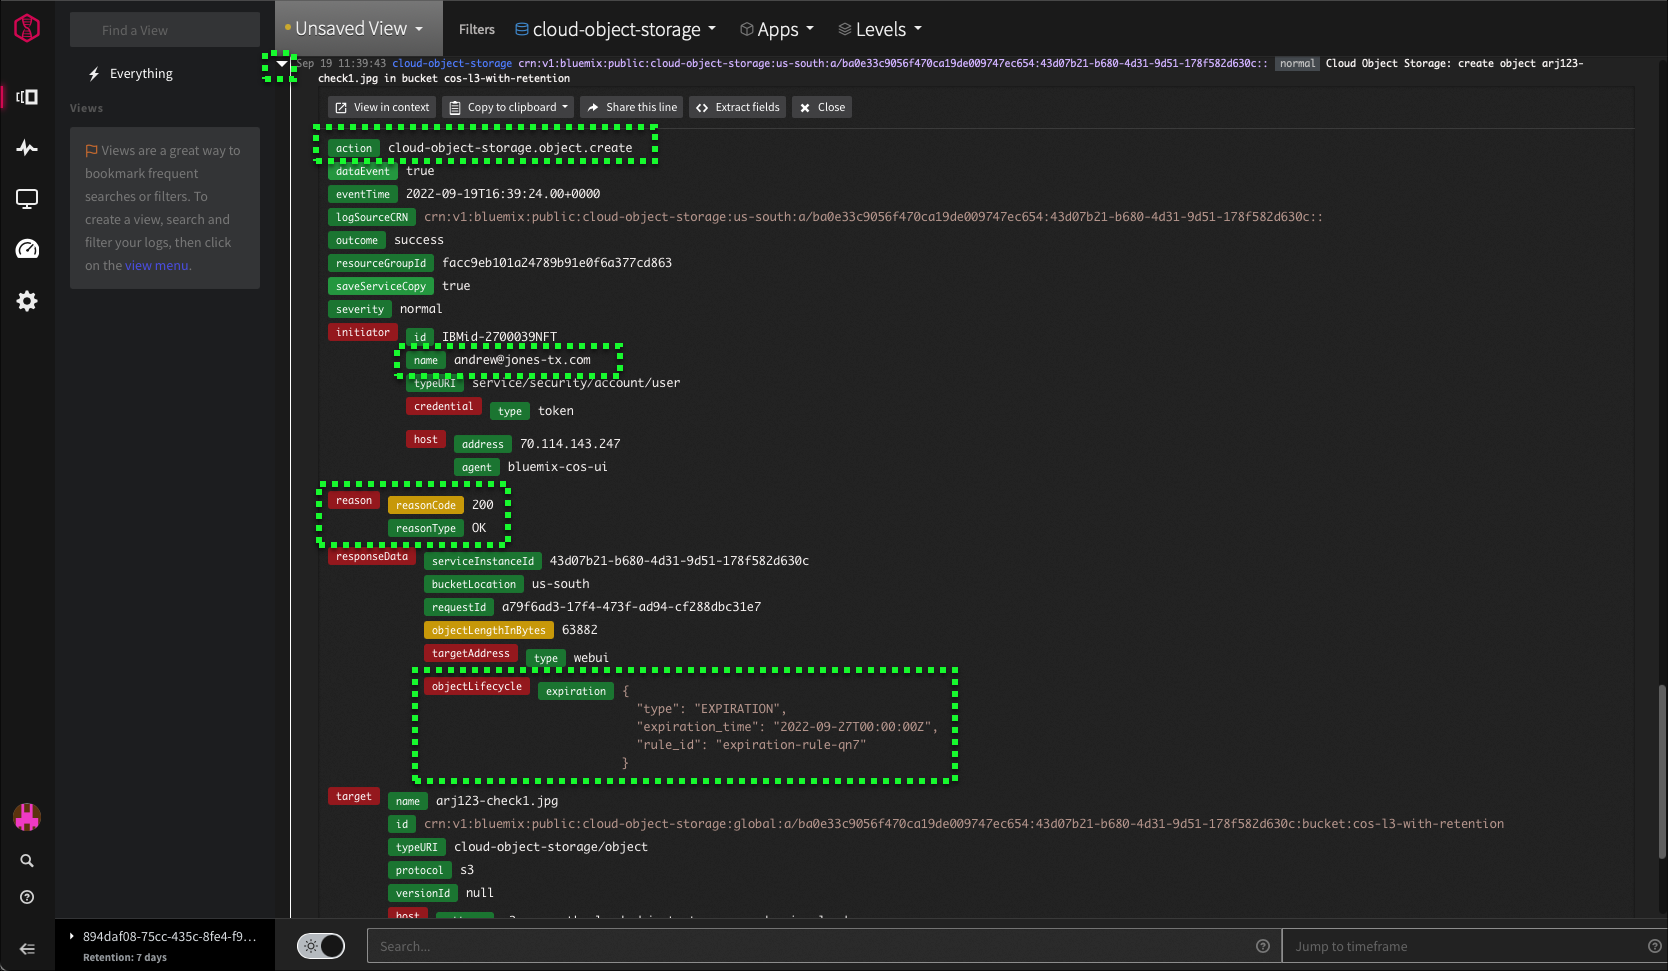 Find a View
Unsaved View
Filters
cloud-object-storage
Apps
Levels
Everything
Views
Views are a great way to
bookmark frequent
searches or filters. To
create a view, search and
filter your logs, then click
on the view menu.
Sep 19 11:39:43 cloud-object-storage crn:v1:bluemix:public:cloud-object-storage:us-south:a/ba0e33c9056f470ca19de009747ec654:43d07b21-b680-4d31-9d51-178f582d630c:: normal Cloud Object Storage: create object arj123-
check1.jpg in bucket cos-l3-with-retention
View in context Copy to clipboard Share this line Extract fields Close
action cloud-object-storage.object.create
dataEvent true
eventTime 2022-09-19T16:39:24.00+0000
logSourceCRN crn:v1:bluemix:public:cloud-object-storage:us-south:a/ba0e33c9056f470ca19de009747ec654:43d07b21-b680-4d31-9d51-178f582d630c::
outcome success
resourceGroupId facc9eb101a24789b91e0f6a377cd863
saveServiceCopy true
severity normal
initiator id IBMid-2700039NFT
name andrew@jones-tx.com
typeURI service/security/account/user
credential type token
host address 70.114.143.247
agent bluemix-cos-ui
reason reasonCode 200
reasonType OK
responseData serviceInstanceId 43d07b21-b680-4d31-9d51-178f582d630c
bucketLocation us-south
requestId a79f6ad3-17f4-473f-ad94-cf288dbc31e7
objectLengthInBytes 63882
targetAddress type webui
objectLifecycle expiration {
"type": "EXPIRATION",
"expiration_time": "2022-09-27T00:00:00Z",
"rule_id": "expiration-rule-qn7"
}
target name arj123-check1.jpg
id crn:v1:bluemix:public:cloud-object-storage:global:a/ba0e33c9056f470ca19de009747ec654:43d07b21-b680-4d31-9d51-178f582d630c:bucket:cos-l3-with-retention
typeURI cloud-object-storage/object
protocol s3
versionId null
host
894daf08-75cc-435c-8fe4-f9...
Retention: 7 days
Search...
Jump to timeframe